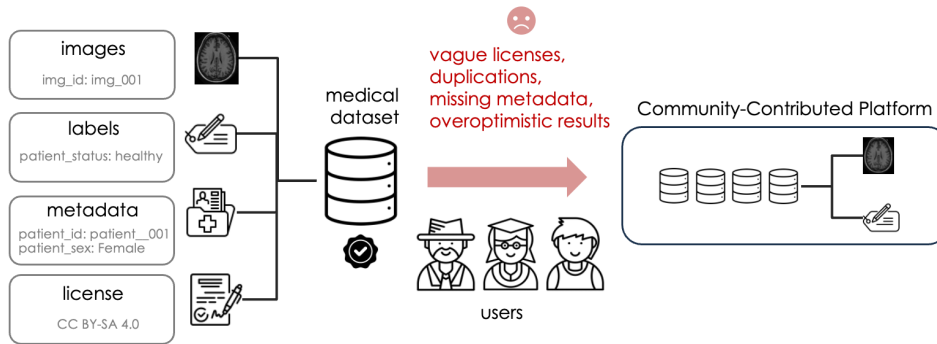 images
img_id: img_001
labels
patient_status: healthy
metadata
patient_id: patient__001
patient_sex: Female
license
CC BY-SA 4.0
medical
dataset
vague licenses,
duplications,
missing metadata,
overoptimistic results
users
Community-Contributed Platform